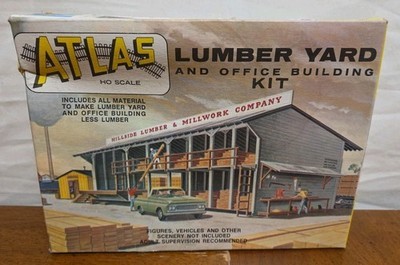 ATLAS
HO SCALE
LUMBER YARD
AND OFFICE BUILDING
KIT
INCLUDES ALL MATERIAL
TO MAKE LUMBER YARD
AND OFFICE BUILDING
LESS LUMBER
HILLSIDE LUMBER & MILLWORK COMPANY
FIGURES, VEHICLES AND OTHER
SCENERY NOT INCLUDED
ADULT SUPERVISION RECOMMENDED